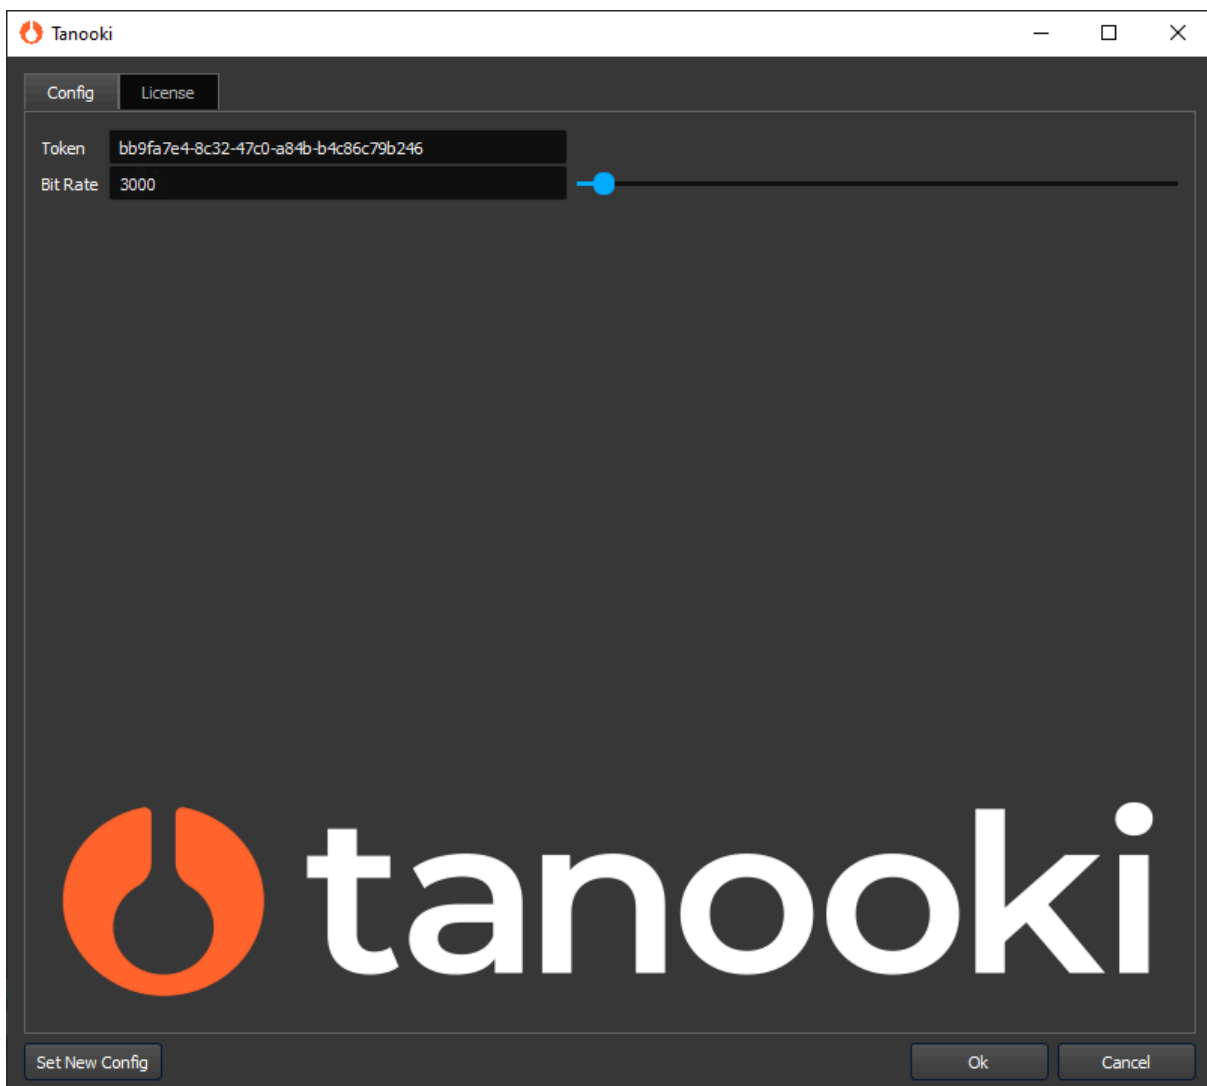 Tanooki
Config License
Token bb9fa7e4-8c32-47c0-a84b-b4c86c79b246
Bit Rate 3000
tanooki
Set New Config Ok Cancel